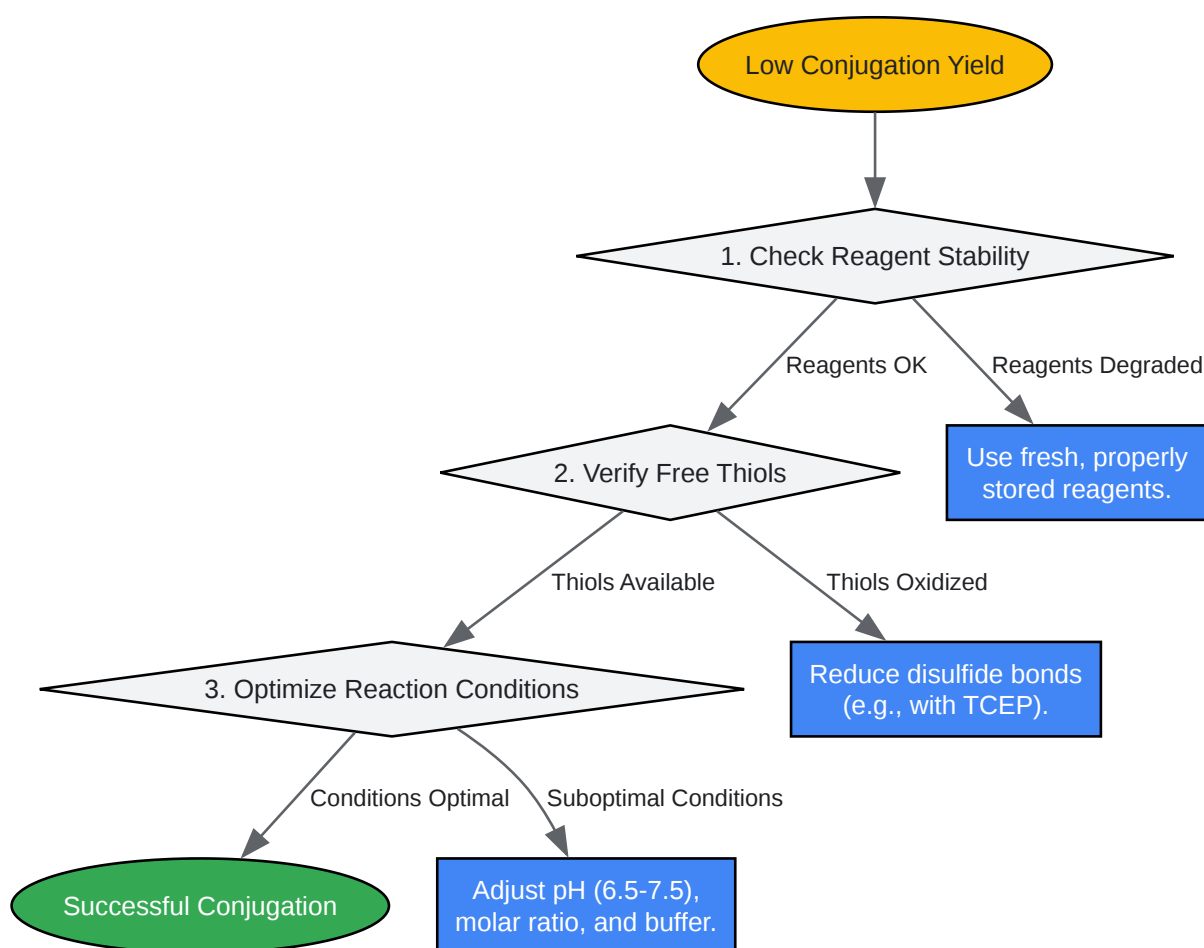 Low Conjugation Yield
1. Check Reagent Stability
Reagents OK
Reagents Degraded
2. Verify Free Thiols
Use fresh, properly
stored reagents.
Thiols Available
Thiols Oxidized
3. Optimize Reaction Conditions
Reduce disulfide bonds
(e.g., with TCEP).
Conditions Optimal
Suboptimal Conditions
Successful Conjugation
Adjust pH (6.5-7.5),
molar ratio, and buffer.